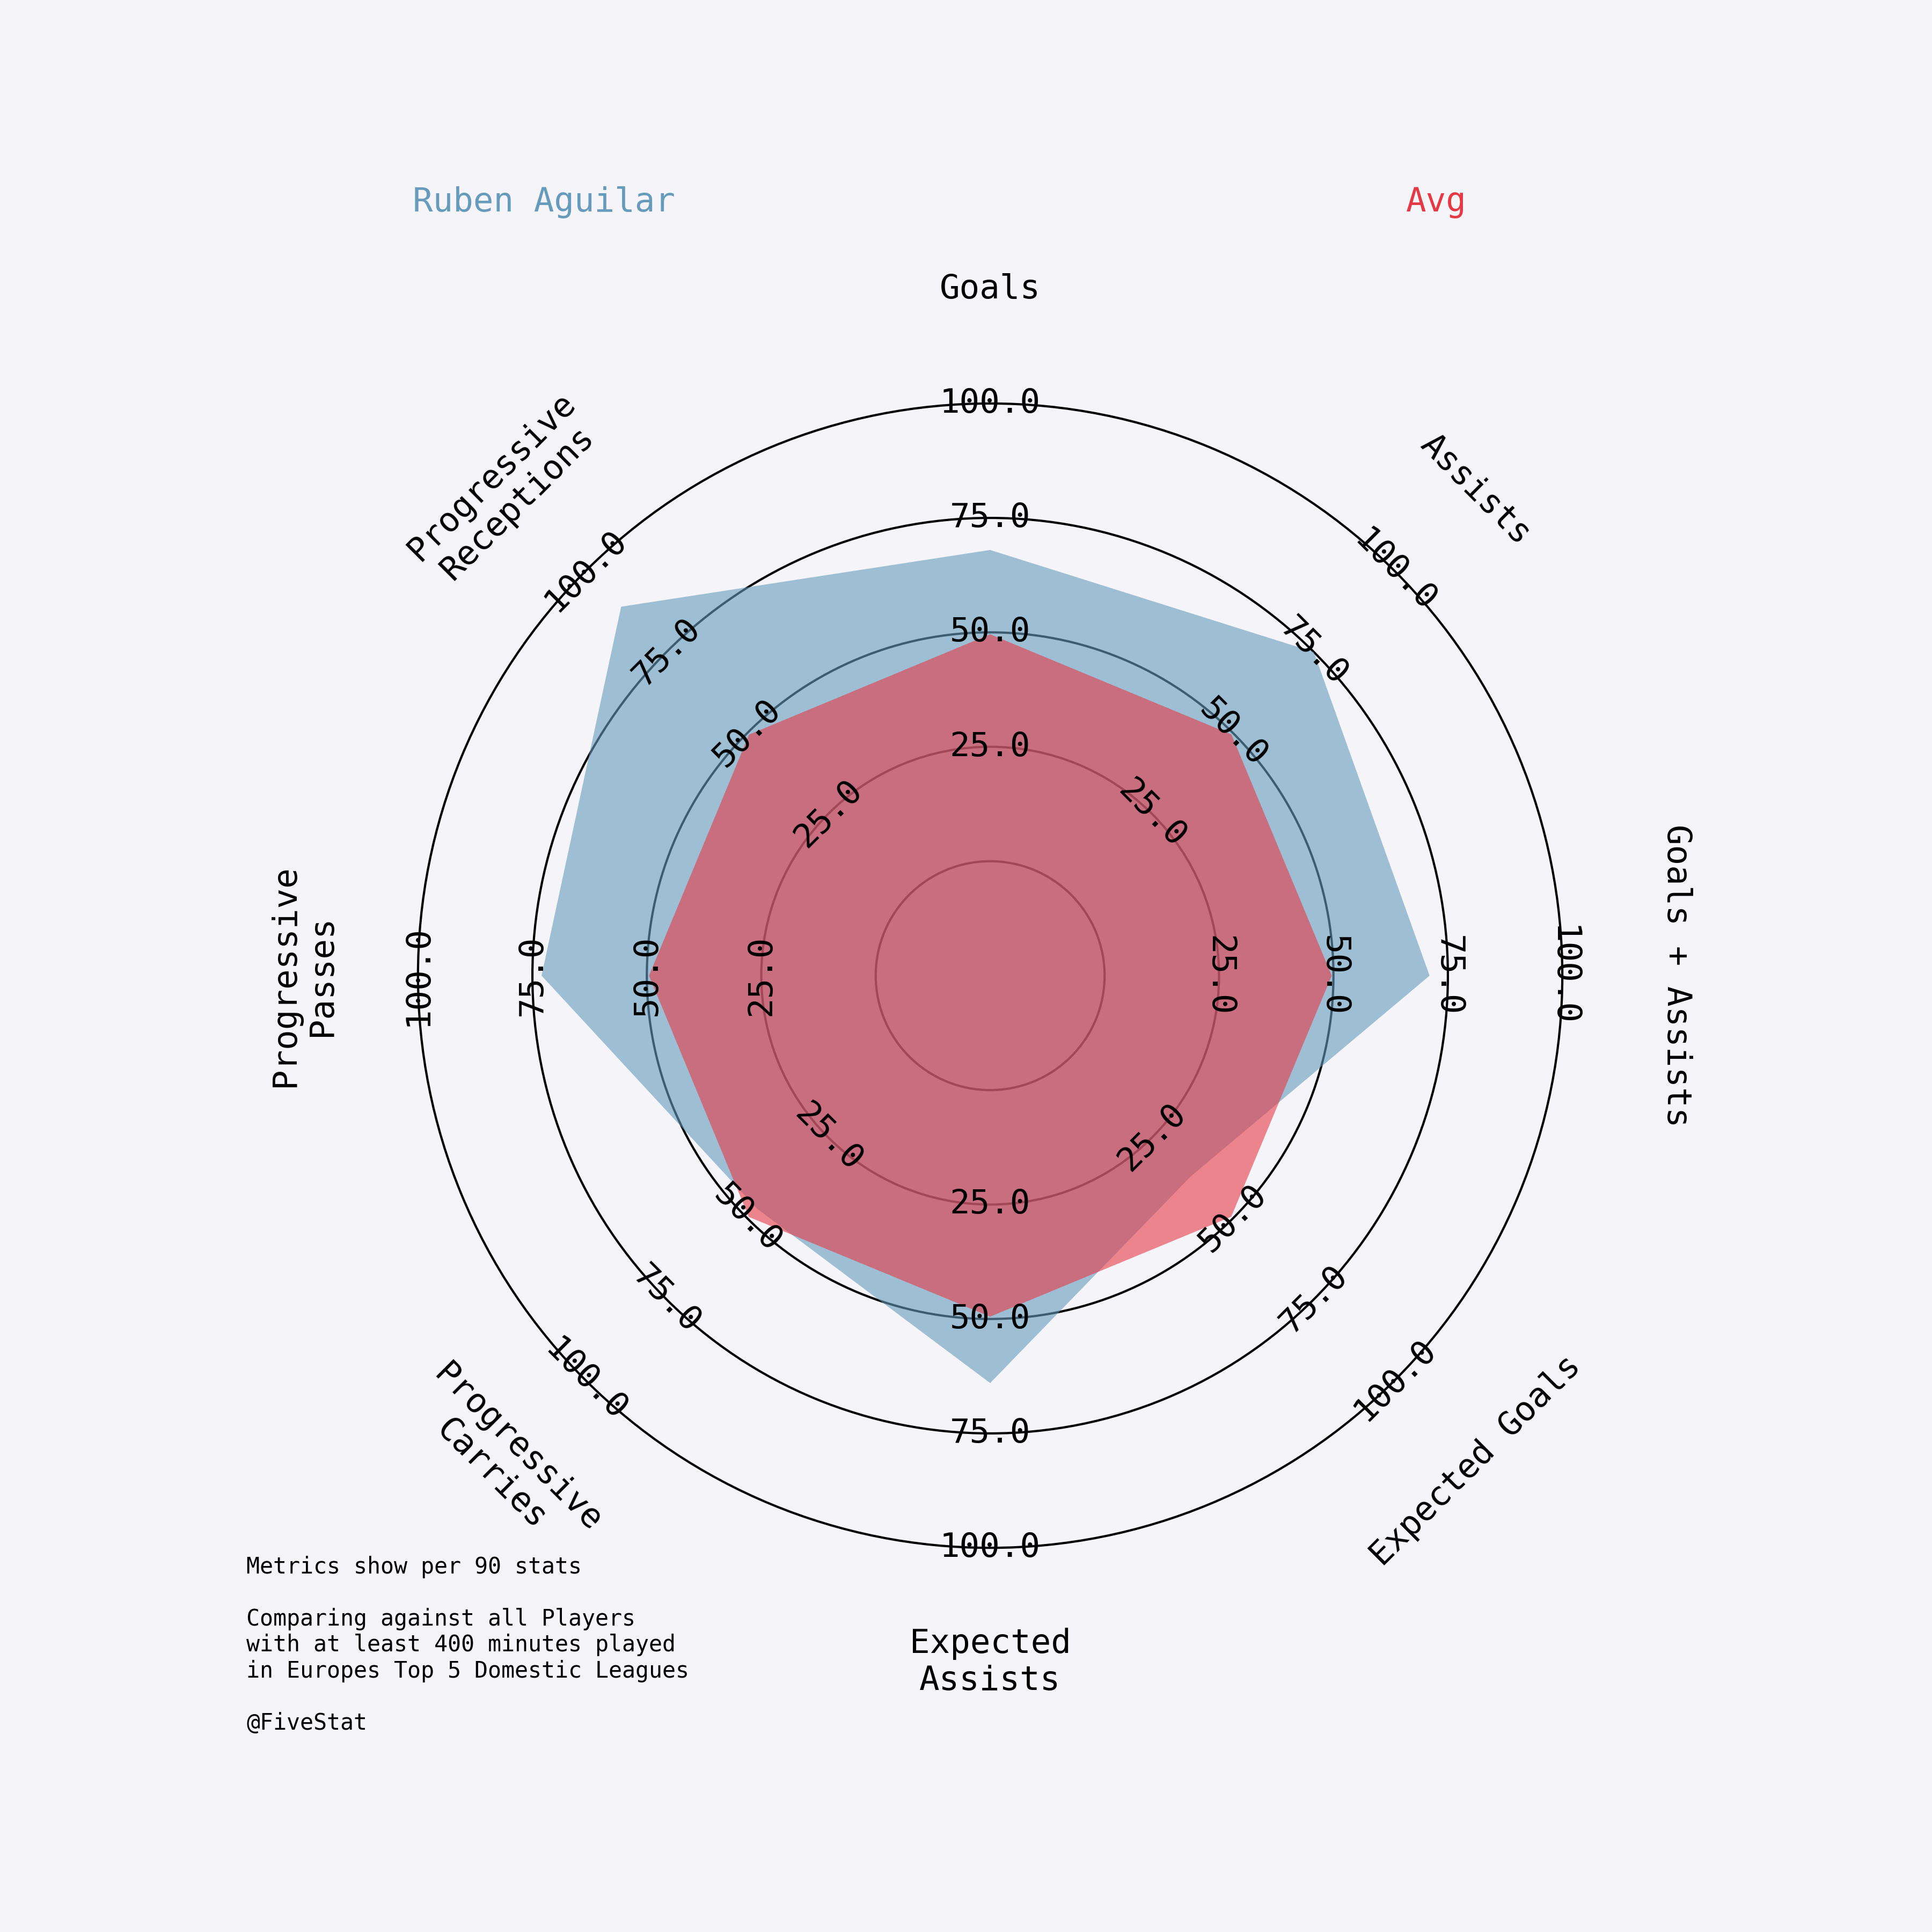 Ruben Aguilar
Avg
Goals
Assists
Goals + Assists
Expected Goals
Expected
Assists
Progressive
Carries
Progressive
Passes
Progressive
Receptions
25.0
50.0
75.0
100.0
25.0
50.0
75.0
100.0
25.0
50.0
75.0
100.0
25.0
50.0
75.0
100.0
25.0
50.0
75.0
100.0
25.0
50.0
75.0
100.0
25.0
50.0
75.0
100.0
25.0
50.0
75.0
100.0
Metrics show per 90 stats
Comparing against all Players
with at least 400 minutes played
in Europes Top 5 Domestic Leagues
@FiveStat